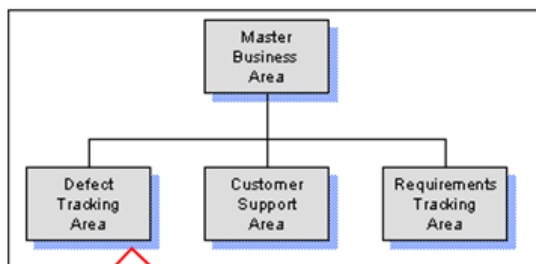 Master
Business
Area
Defect
Tracking
Area
Customer
Support
Area
Requirements
Tracking
Area